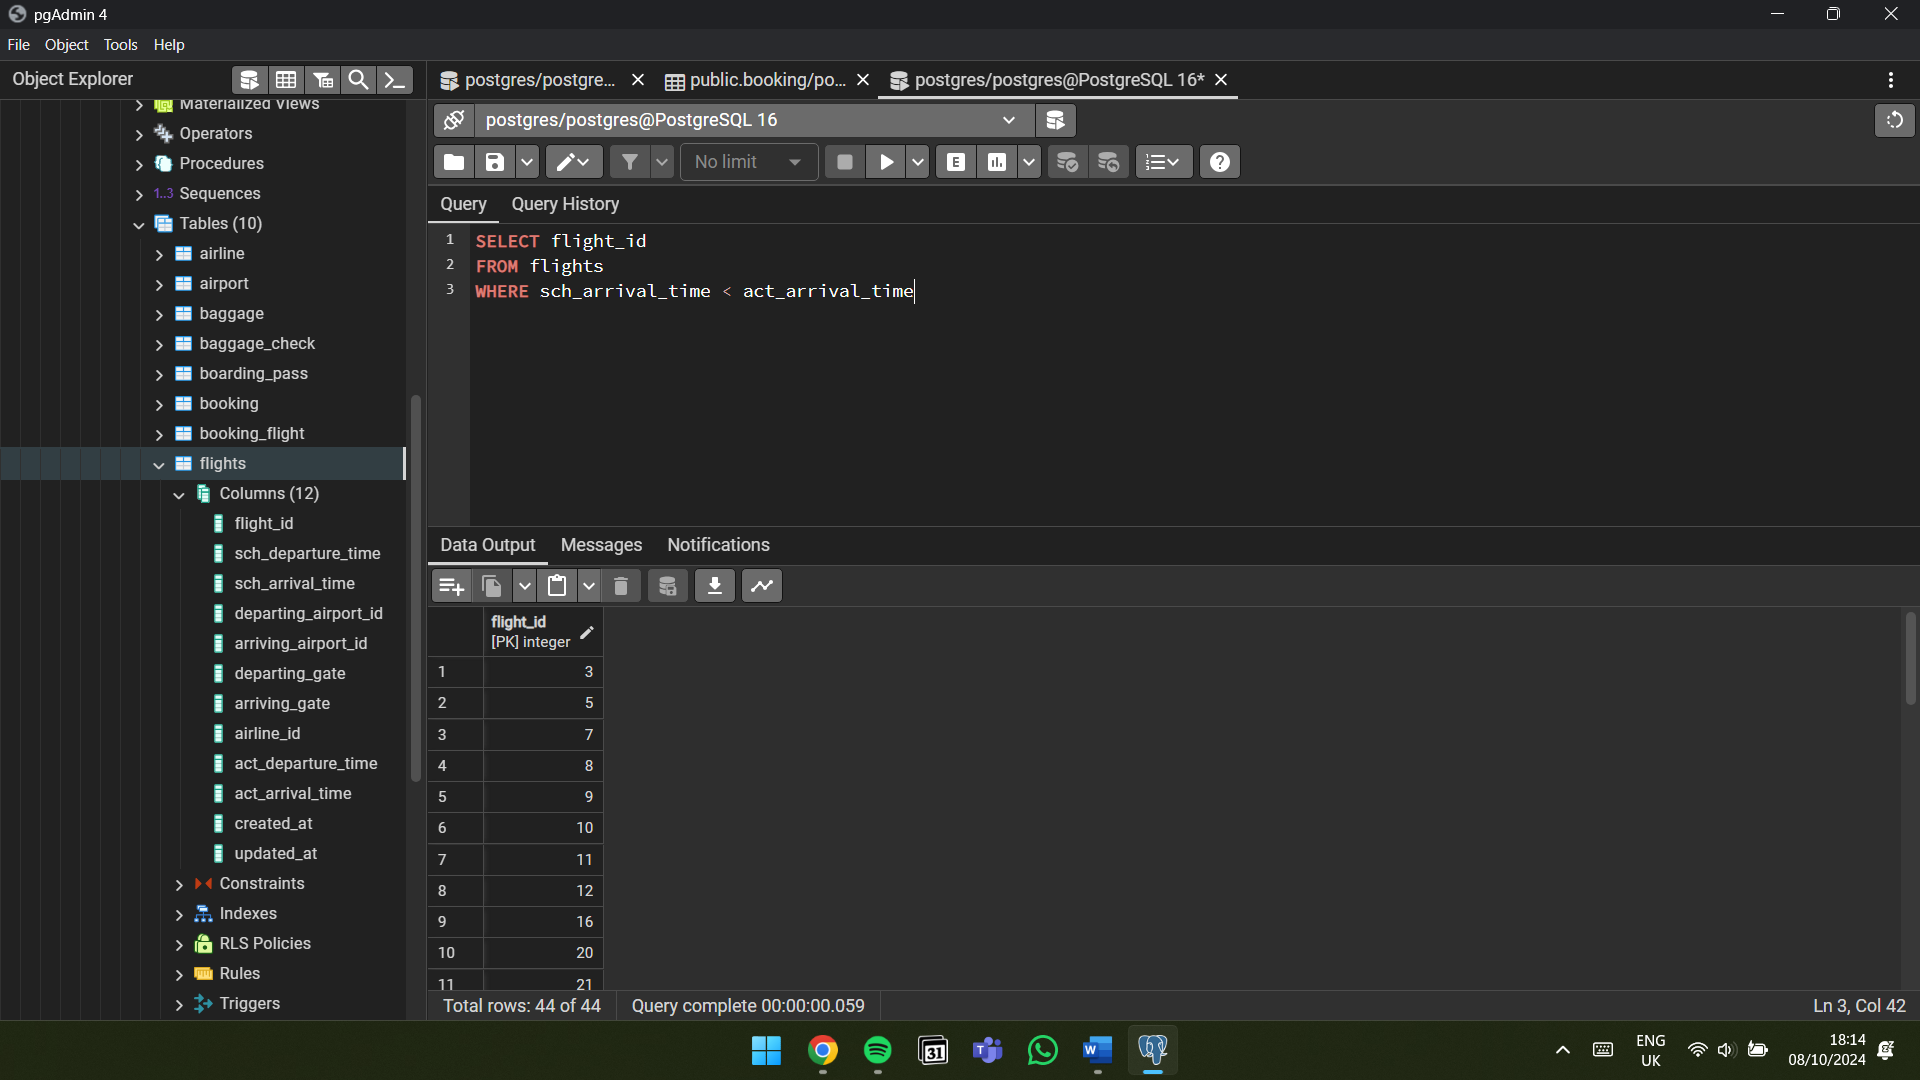 pgAdmin 4
File Object Tools Help
Object Explorer
postgres/postgre...
public.booking/po...
postgres/postgres@PostgreSQL 16*
postgres/postgres@PostgreSQL 16
No limit
E
Query Query History
1 SELECT flight_id
2 FROM flights
3 WHERE sch_arrival_time < act_arrival_time
Materialized Views
Operators
Procedures
1..3 Sequences
Tables (10)
airline
airport
baggage
baggage_check
boarding_pass
booking
booking_flight
flights
Columns (12)
flight_id
sch_departure_time
sch_arrival_time
departing_airport_id
arriving_airport_id
departing_gate
arriving_gate
airline_id
act_departure_time
act_arrival_time
created_at
updated_at
Constraints
Indexes
RLS Policies
Rules
Triggers
Data Output Messages Notifications
flight_id
[PK] integer
1 3
2 5
3 7
4 8
5 9
6 10
7 11
8 12
9 16
10 20
11 21
Total rows: 44 of 44 Query complete 00:00:00.059 Ln 3, Col 42
31
T
W
ENG
UK
18:14
08/10/2024